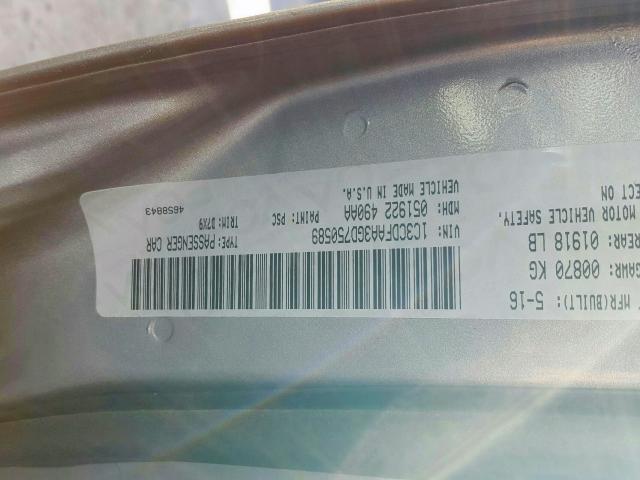 T MFR(BUILT): 5-16
GAWR: 00870 KG
REAR: 01918 LB
MOTOR VEHICLE SAFETY,
ECT ON
VIN: 1C3CDFAA3GD750589
TYPE: PASSENGER CAR
PAINT: PSC
TRIM: D7X9
MDH: 051922 490AA
VEHICLE MADE IN U.S.A.
4658843